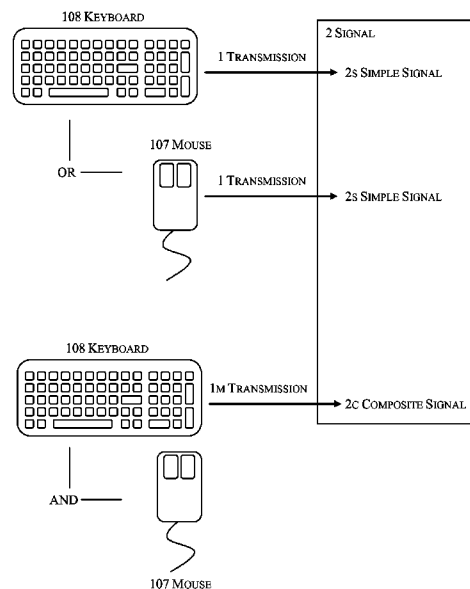 108 KEYBOARD
2 SIGNAL
1 TRANSMISSION
2S SIMPLE SIGNAL
107 MOUSE
OR
1 TRANSMISSION
2S SIMPLE SIGNAL
108 KEYBOARD
1M TRANSMISSION
2C COMPOSITE SIGNAL
AND
107 MOUSE